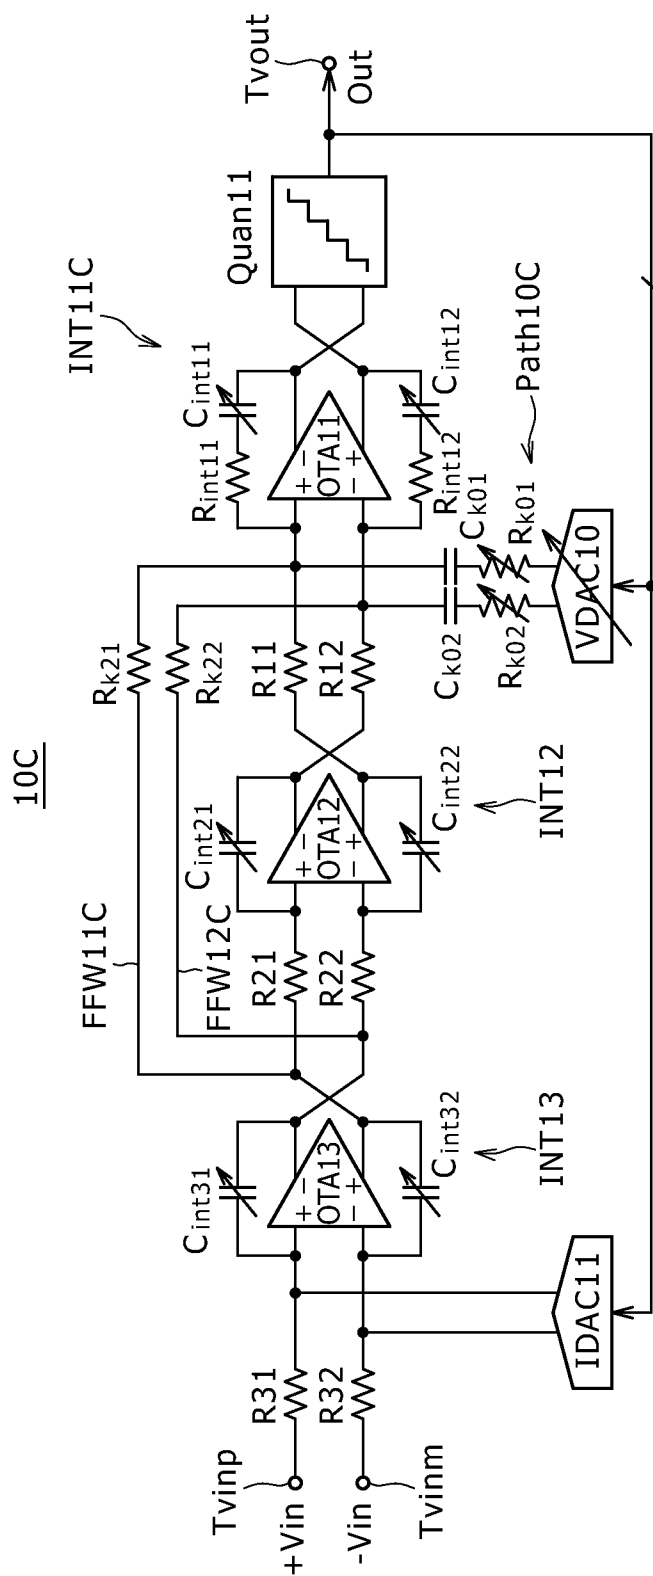 10C
INT11C
FFW11C
FFW12C
Rk21
Rk22
Tvinp
+Vin
-Vin
Tvinm
R31
R32
Cint31
+ −
OTA13
− +
Cint32
INT13
R21
R22
Cint21
+ −
OTA12
− +
Cint22
INT12
R11
R12
Rint11
Cint11
+ −
OTA11
− +
Rint12
Cint12
Quan11
Tvout
Out
Ck01
Ck02
Rk01
Rk02
Path10C
VDAC10
IDAC11